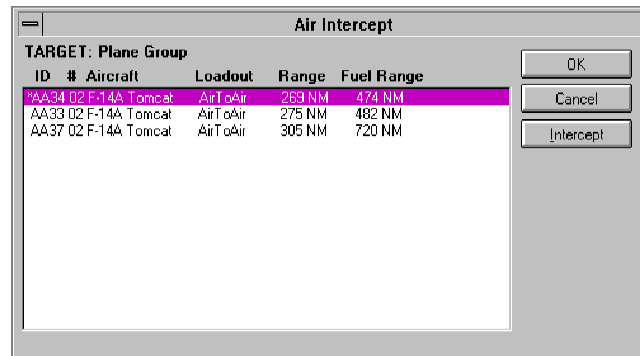 Air Intercept
TARGET: Plane Group
ID # Aircraft Loadout Range Fuel Range
*AA34 02 F-14A Tomcat AirToAir 269 NM 474 NM
AA33 02 F-14A Tomcat AirToAir 275 NM 482 NM
AA37 02 F-14A Tomcat AirToAir 305 NM 720 NM
OK
Cancel
Intercept